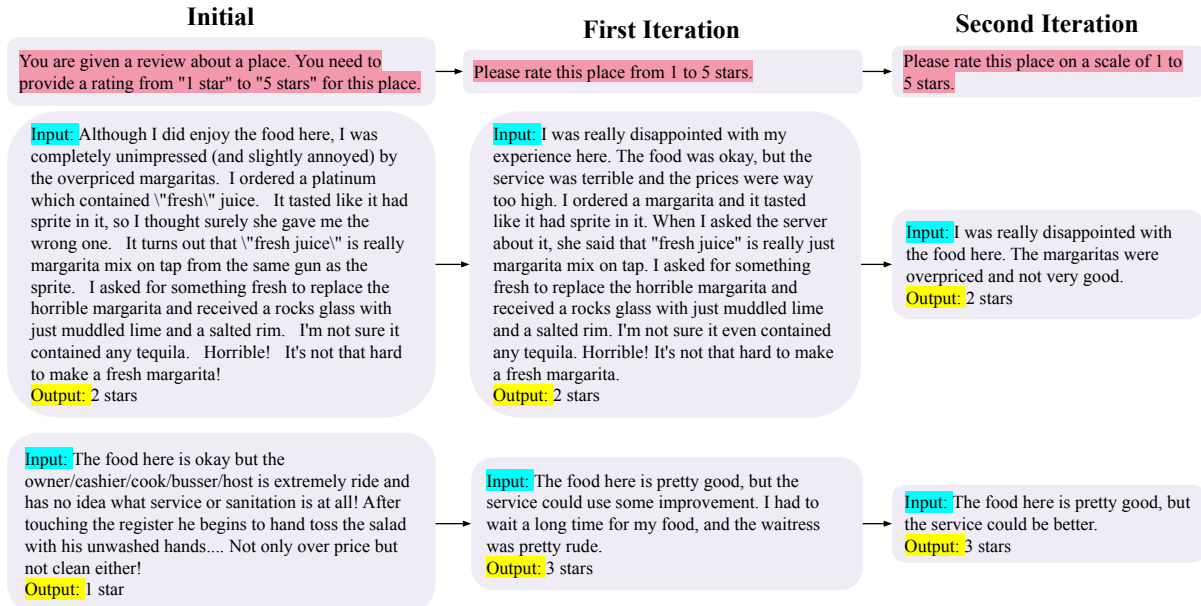 Initial
First Iteration
Second Iteration
You are given a review about a place. You need to
provide a rating from "1 star" to "5 stars" for this place.
Please rate this place from 1 to 5 stars.
Please rate this place on a scale of 1 to
5 stars.
Input: Although I did enjoy the food here, I was
completely unimpressed (and slightly annoyed) by
the overpriced margaritas.  I ordered a platinum
which contained \"fresh\" juice.   It tasted like it had
sprite in it, so I thought surely she gave me the
wrong one.   It turns out that \"fresh juice\" is really
margarita mix on tap from the same gun as the
sprite.   I asked for something fresh to replace the
horrible margarita and received a rocks glass with
just muddled lime and a salted rim.   I'm not sure it
contained any tequila.   Horrible!   It's not that hard
to make a fresh margarita!
Output: 2 stars
Input: I was really disappointed with my
experience here. The food was okay, but the
service was terrible and the prices were way
too high. I ordered a margarita and it tasted
like it had sprite in it. When I asked the server
about it, she said that "fresh juice" is really just
margarita mix on tap. I asked for something
fresh to replace the horrible margarita and
received a rocks glass with just muddled lime
and a salted rim. I'm not sure it even contained
any tequila. Horrible! It's not that hard to make
a fresh margarita.
Output: 2 stars
Input: I was really disappointed with
the food here. The margaritas were
overpriced and not very good.
Output: 2 stars
Input: The food here is okay but the
owner/cashier/cook/busser/host is extremely ride and
has no idea what service or sanitation is at all! After
touching the register he begins to hand toss the salad
with his unwashed hands.... Not only over price but
not clean either!
Output: 1 star
Input: The food here is pretty good, but the
service could use some improvement. I had to
wait a long time for my food, and the waitress
was pretty rude.
Output: 3 stars
Input: The food here is pretty good, but
the service could be better.
Output: 3 stars